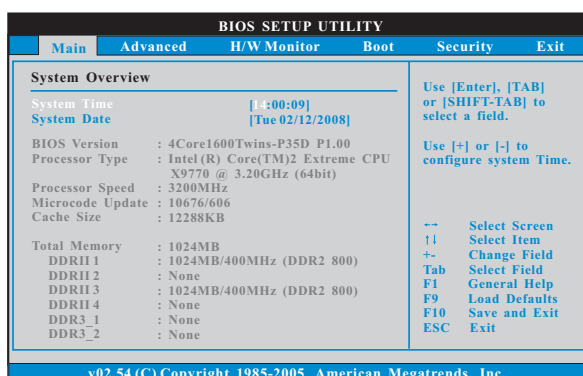 BIOS SETUP UTILITY
Main Advanced H/W Monitor Boot Security Exit
System Overview
System Time [14:00:09]
System Date [Tue 02/12/2008]
BIOS Version : 4Core1600Twins-P35D P1.00
Processor Type : Intel (R) Core(TM)2 Extreme CPU
X9770 @ 3.20GHz (64bit)
Processor Speed : 3200MHz
Microcode Update : 10676/606
Cache Size : 12288KB
Total Memory : 1024MB
DDRII 1 : 1024MB/400MHz (DDR2 800)
DDRII 2 : None
DDRII 3 : 1024MB/400MHz (DDR2 800)
DDRII 4 : None
DDR3_1 : None
DDR3_2 : None
Use [Enter], [TAB]
or [SHIFT-TAB] to
select a field.
Use [+] or [-] to
configure system Time.
←→ Select Screen
↑↓ Select Item
+- Change Field
Tab Select Field
F1 General Help
F9 Load Defaults
F10 Save and Exit
ESC Exit
v02.54 (C) Copyright 1985-2005, American Megatrends, Inc.